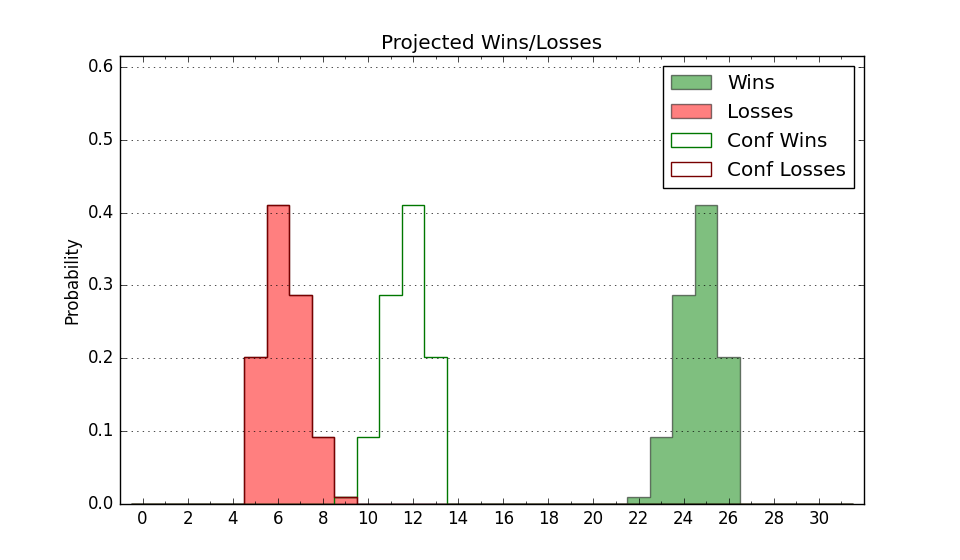 Projected Wins/Losses
Wins
Losses
Conf Wins
Conf Losses
Probability
0.6
0.5
0.4
0.3
0.2
0.1
0.0
0 2 4 6 8 10 12 14 16 18 20 22 24 26 28 30